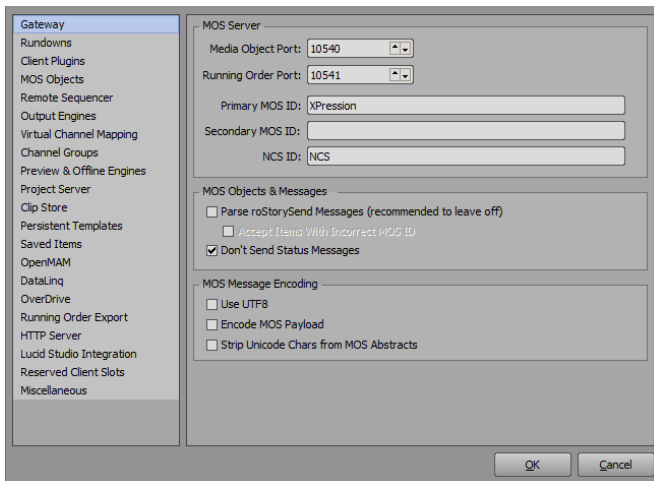 Gateway
Rundowns
Client Plugins
MOS Objects
Remote Sequencer
Output Engines
Virtual Channel Mapping
Channel Groups
Preview & Offline Engines
Project Server
Clip Store
Persistent Templates
Saved Items
OpenMAM
DataLinq
OverDrive
Running Order Export
HTTP Server
Lucid Studio Integration
Reserved Client Slots
Miscellaneous
MOS Server
Media Object Port: 10540
Running Order Port: 10541
Primary MOS ID: XPression
Secondary MOS ID:
NCS ID: NCS
MOS Objects & Messages
Parse roStorySend Messages (recommended to leave off)
Accept Items With Incorrect MOS ID
Don't Send Status Messages
MOS Message Encoding
Use UTF8
Encode MOS Payload
Strip Unicode Chars from MOS Abstracts
OK Cancel